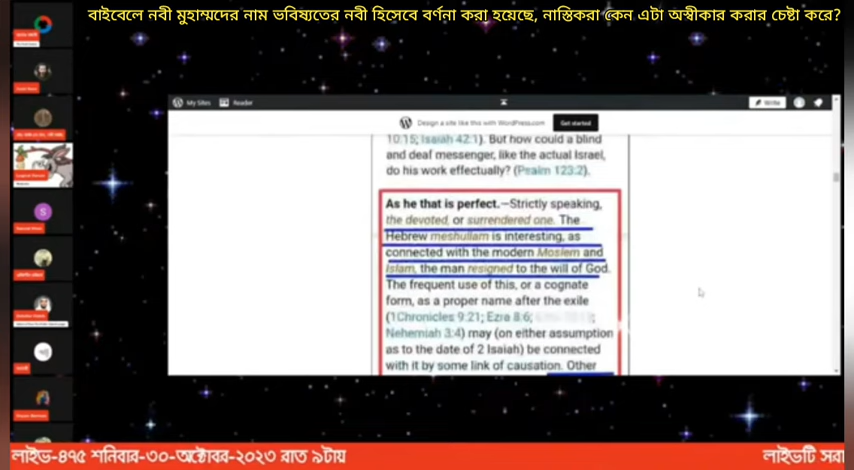 বাইবেলে নবী মুহাম্মদের নাম ভবিষ্যতের নবী হিসেবে বর্ণনা করা হয়েছে, নাস্তিকরা কেন এটা অস্বীকার করার চেষ্টা করে?
My Sites Reader Write
Design a site like this with WordPress.com Get started
10:15; Isaiah 42:1). But how could a blind
and deaf messenger, like the actual Israel,
do his work effectually? (Psalm 123:2).
As he that is perfect.—Strictly speaking,
the devoted, or surrendered one. The
Hebrew meshullam is interesting, as
connected with the modern Moslem and
Islam, the man resigned to the will of God.
The frequent use of this, or a cognate
form, as a proper name after the exile
(1Chronicles 9:21; Ezra 8:6;
Nehemiah 3:4) may (on either assumption
as to the date of 2 Isaiah) be connected
with it by some link of causation. Other
S
লাইভ-৪৭৫ শনিবার-৩০-অক্টোবর-২০২৩ রাত ৯টায় লাইভটি সরা